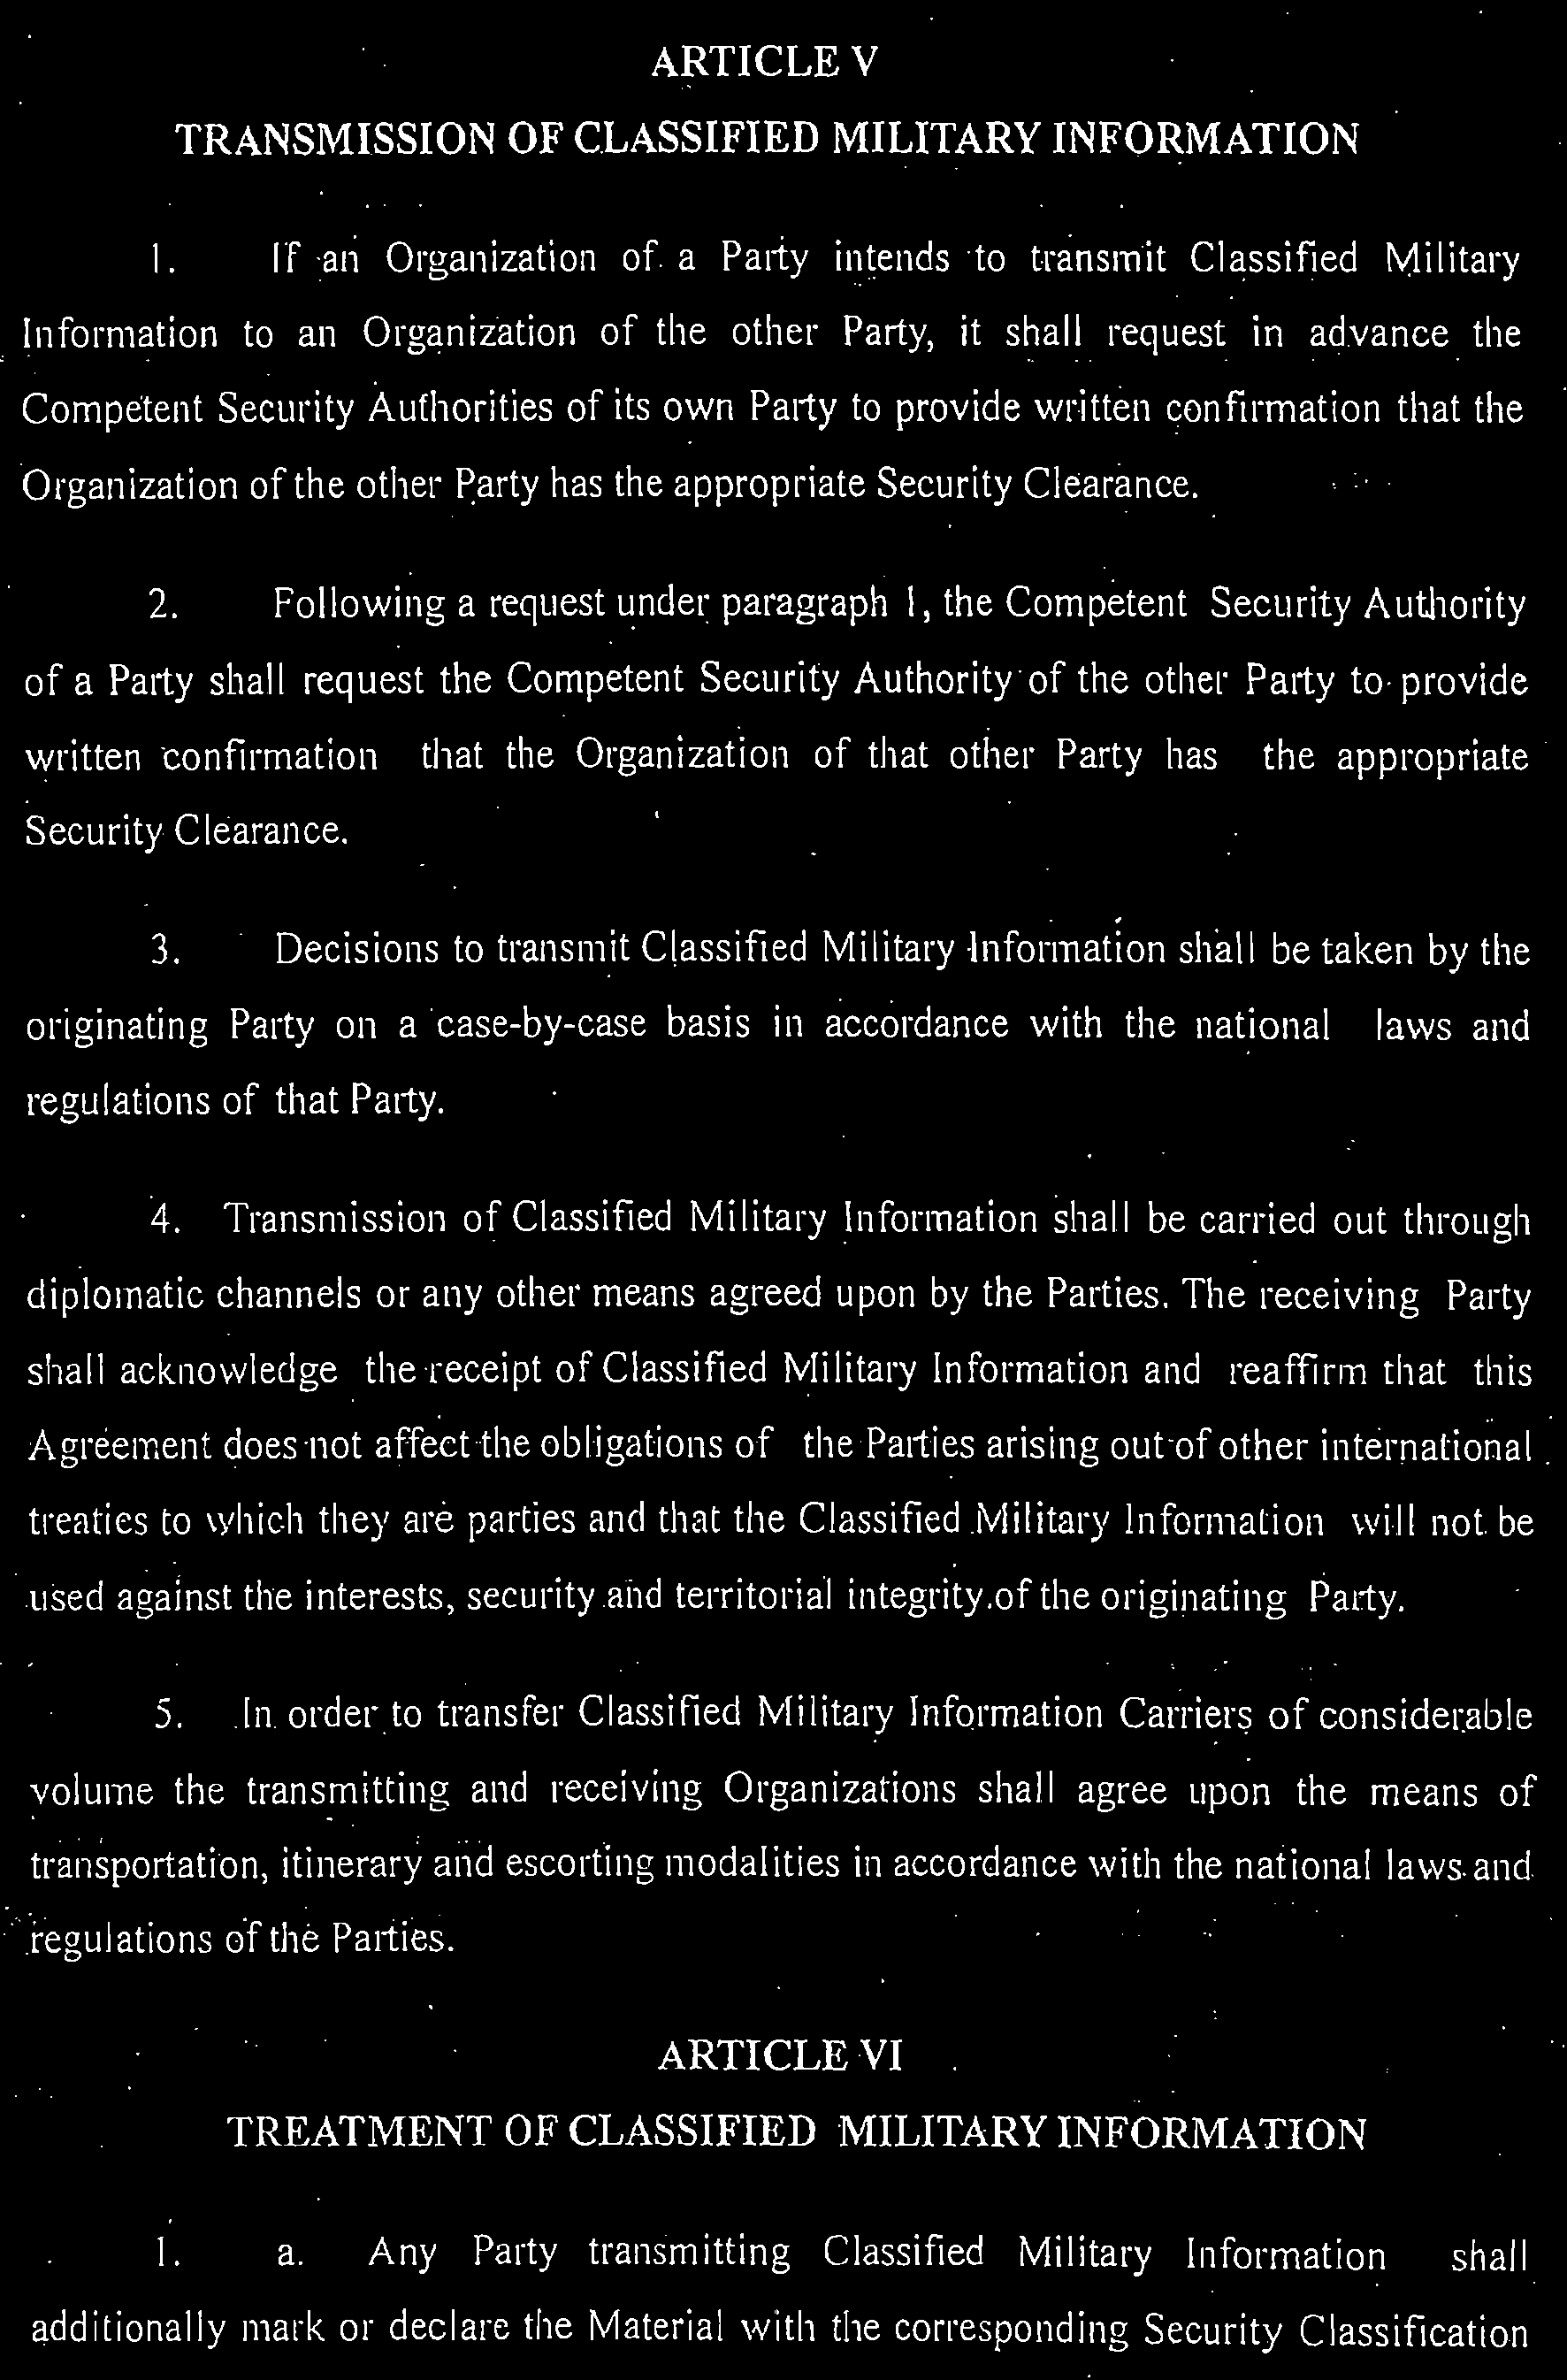 ARTICLE V
TRANSMISSION OF CLASSIFIED MILITARY INFORMATION
1. If an Organization of a Party intends to transmit Classified Military
Information to an Organization of the other Party, it shall request in advance the
Competent Security Authorities of its own Party to provide written confirmation that the
Organization of the other Party has the appropriate Security Clearance.
2. Following a request under paragraph 1, the Competent Security Authority
of a Party shall request the Competent Security Authority of the other Party to provide
written confirmation that the Organization of that other Party has the appropriate
Security Clearance.
3. Decisions to transmit Classified Military Information shall be taken by the
originating Party on a case-by-case basis in accordance with the national laws and
regulations of that Party.
4. Transmission of Classified Military Information shall be carried out through
diplomatic channels or any other means agreed upon by the Parties. The receiving Party
shall acknowledge the receipt of Classified Military Information and reaffirm that this
Agreement does not affect the obligations of the Parties arising out of other international
treaties to which they are parties and that the Classified Military Information will not be
used against the interests, security and territorial integrity of the originating Party.
5. In order to transfer Classified Military Information Carriers of considerable
volume the transmitting and receiving Organizations shall agree upon the means of
transportation, itinerary and escorting modalities in accordance with the national laws and
regulations of the Parties.
ARTICLE VI
TREATMENT OF CLASSIFIED MILITARY INFORMATION
1. a. Any Party transmitting Classified Military Information shall
additionally mark or declare the Material with the corresponding Security Classification